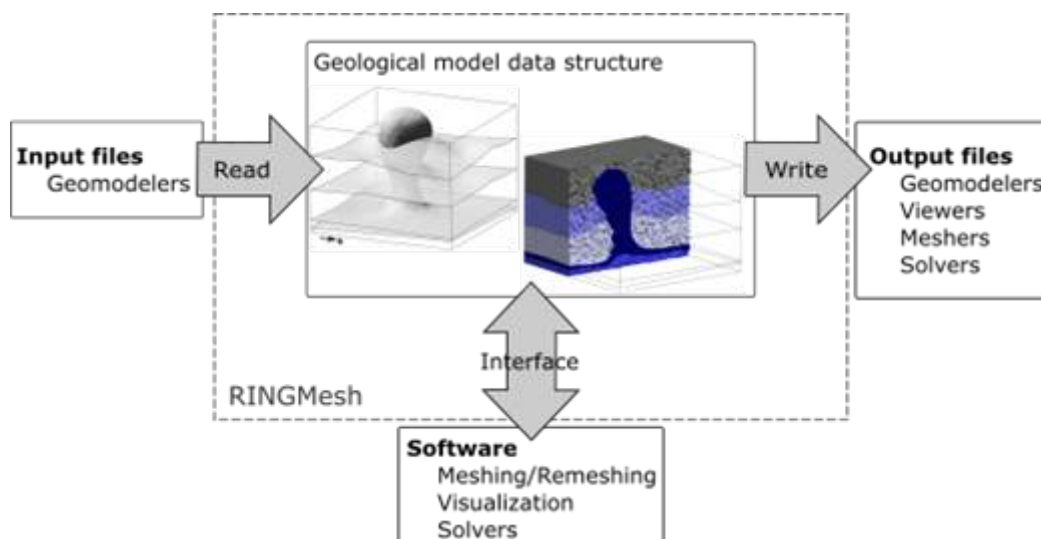 Geological model data structure
Input files
Geomodelers
Read
Write
Output files
Geomodelers
Viewers
Meshers
Solvers
Interface
RINGMesh
Software
Meshing/Remeshing
Visualization
Solvers